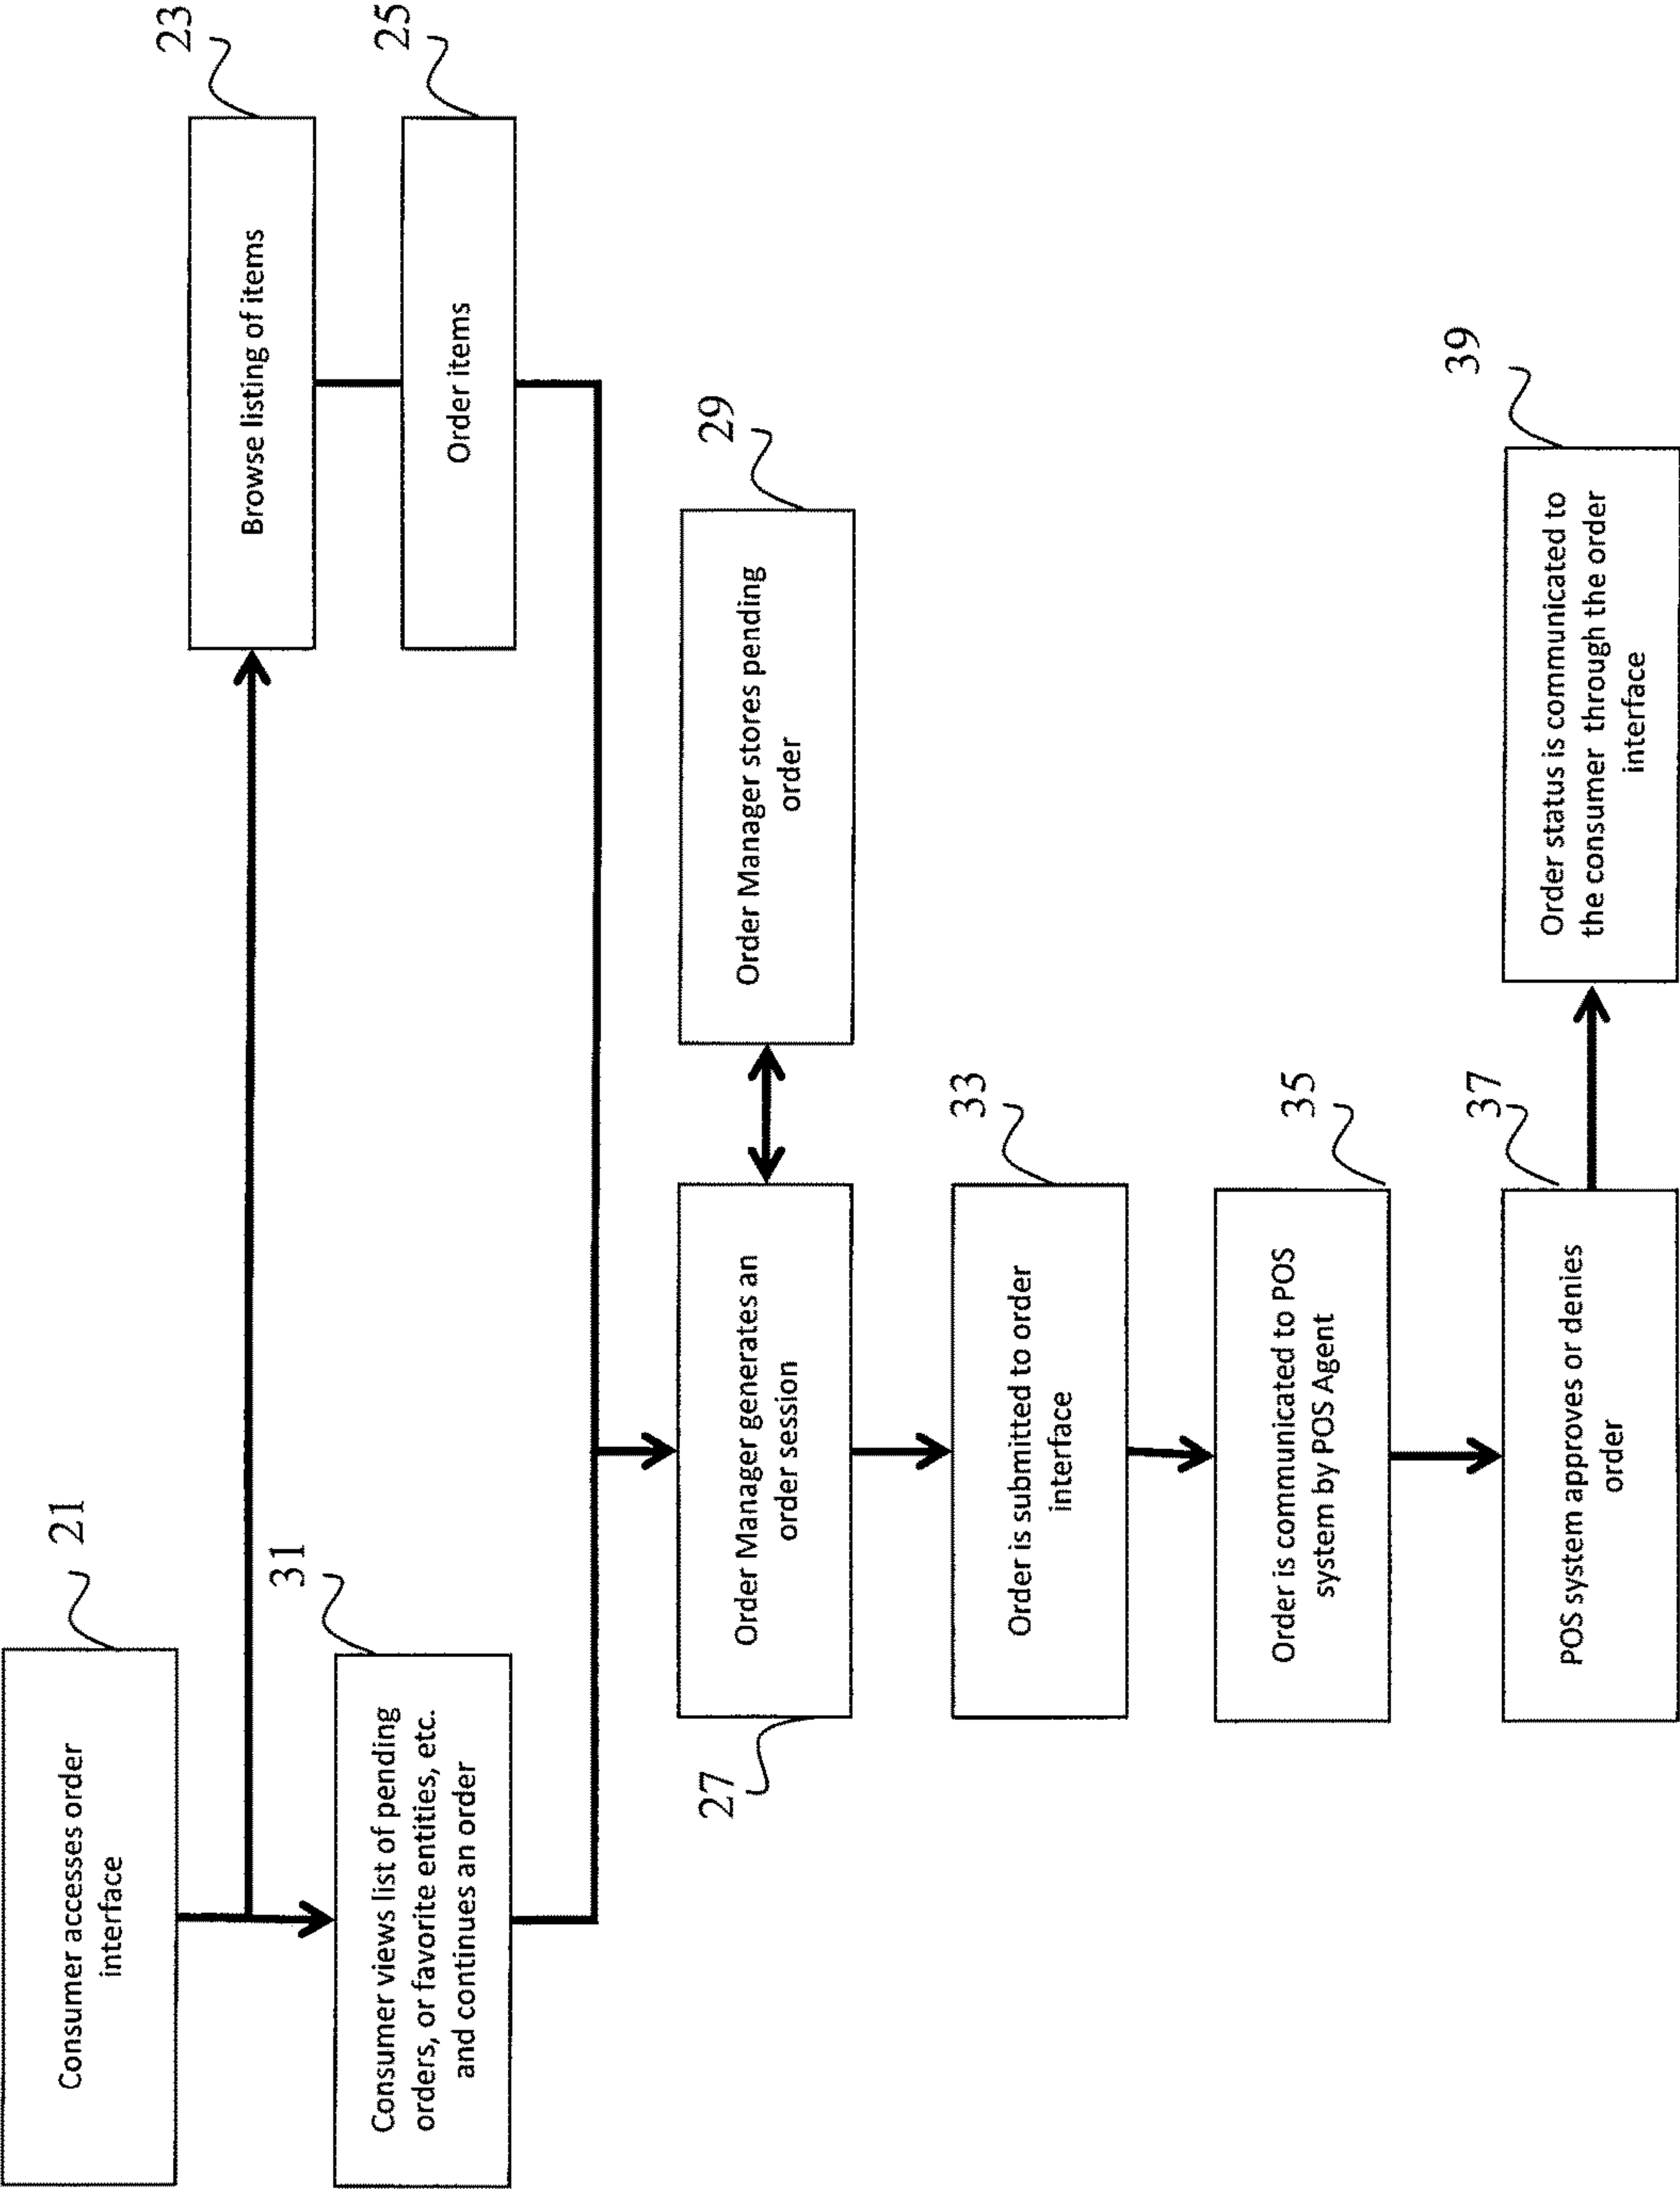 Consumer accesses order
interface
21
Browse listing of items
23
Consumer views list of pending
orders, or favorite entities, etc.
and continues an order
31
Order items
25
27
Order Manager generates an
order session
Order Manager stores pending
order
29
Order is submitted to order
interface
33
Order is communicated to POS
system by POS Agent
35
POS system approves or denies
order
37
Order status is communicated to
the consumer through the order
interface
39